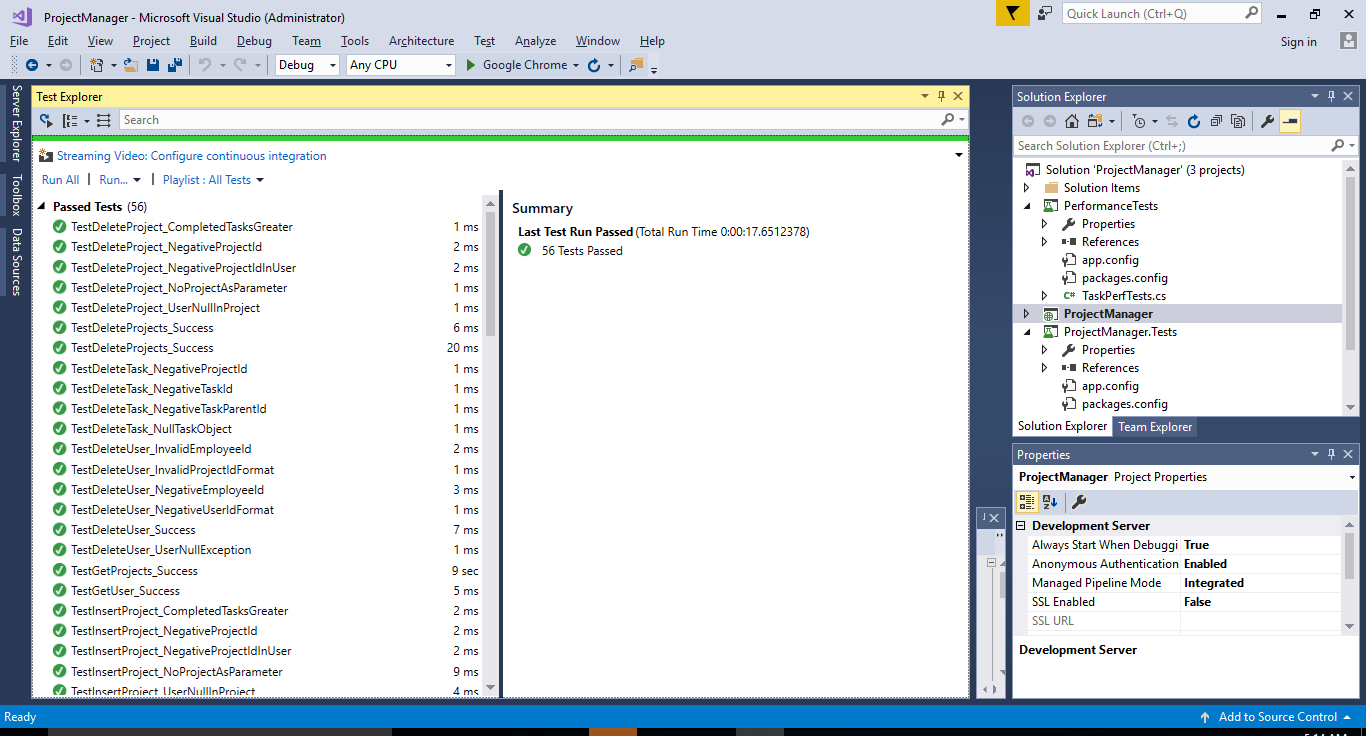 ProjectManager - Microsoft Visual Studio (Administrator)
Quick Launch (Ctrl+Q)
File Edit View Project Build Debug Team Tools Architecture Test Analyze Window Help
Sign in
Debug Any CPU Google Chrome
Server Explorer
Toolbox
Data Sources
Test Explorer
Search
Streaming Video: Configure continuous integration
Run All | Run... | Playlist : All Tests
Passed Tests (56)
TestDeleteProject_CompletedTasksGreater 1 ms
TestDeleteProject_NegativeProjectId 2 ms
TestDeleteProject_NegativeProjectIdInUser 2 ms
TestDeleteProject_NoProjectAsParameter 1 ms
TestDeleteProject_UserNullInProject 1 ms
TestDeleteProjects_Success 6 ms
TestDeleteProjects_Success 20 ms
TestDeleteTask_NegativeProjectId 1 ms
TestDeleteTask_NegativeTaskId 1 ms
TestDeleteTask_NegativeTaskParentId 1 ms
TestDeleteTask_NullTaskObject 1 ms
TestDeleteUser_InvalidEmployeeId 2 ms
TestDeleteUser_InvalidProjectIdFormat 1 ms
TestDeleteUser_NegativeEmployeeId 3 ms
TestDeleteUser_NegativeUserIdFormat 1 ms
TestDeleteUser_Success 7 ms
TestDeleteUser_UserNullException 1 ms
TestGetProjects_Success 9 sec
TestGetUser_Success 5 ms
TestInsertProject_CompletedTasksGreater 2 ms
TestInsertProject_NegativeProjectId 2 ms
TestInsertProject_NegativeProjectIdInUser 2 ms
TestInsertProject_NoProjectAsParameter 9 ms
TestInsertProject_UserNullInProject 4 ms
Summary
Last Test Run Passed (Total Run Time 0:00:17.6512378)
56 Tests Passed
Solution Explorer
Search Solution Explorer (Ctrl+;)
Solution 'ProjectManager' (3 projects)
Solution Items
PerformanceTests
Properties
References
app.config
packages.config
C# TaskPerfTests.cs
ProjectManager
ProjectManager.Tests
Properties
References
app.config
packages.config
Solution Explorer Team Explorer
Properties
ProjectManager Project Properties
Development Server
Always Start When Debuggi True
Anonymous Authentication Enabled
Managed Pipeline Mode Integrated
SSL Enabled False
SSL URL
Development Server
Ready
Add to Source Control